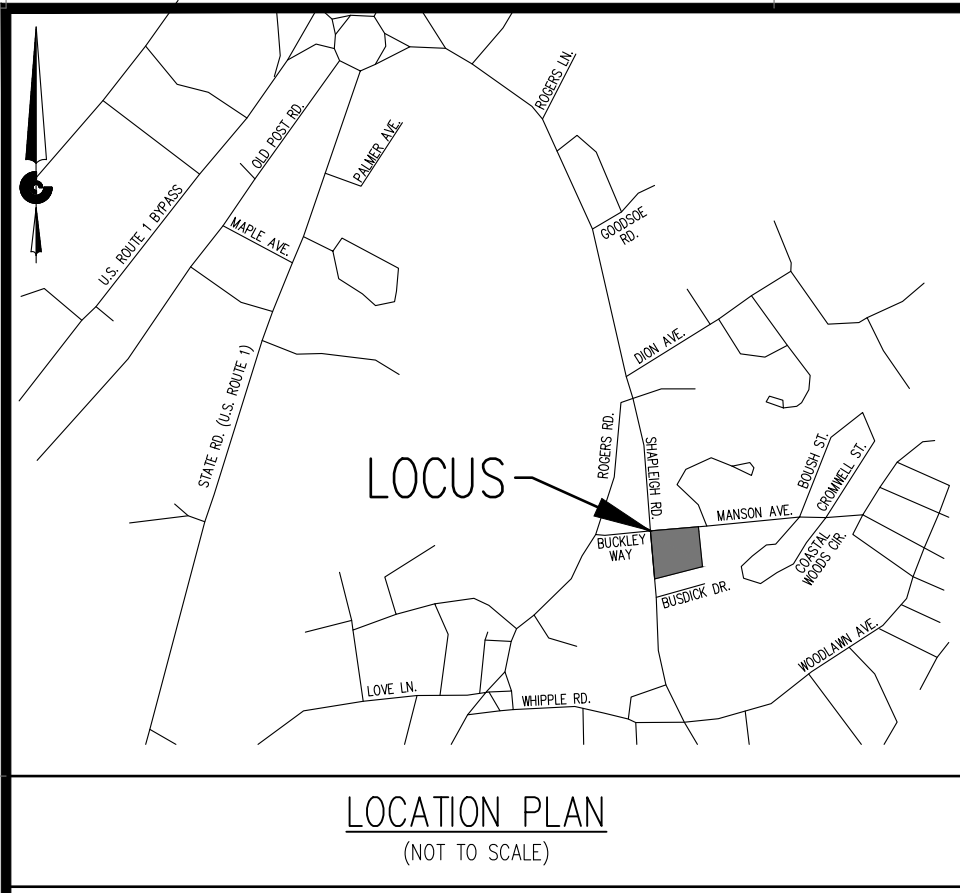 ROGERS LN.
OLD POST RD.
PALMER AVE.
U.S. ROUTE 1 BYPASS
MAPLE AVE.
GOODSOE
RD.
DION AVE.
STATE RD. (U.S. ROUTE 1)
ROGERS RD.
SHAPLEIGH RD.
BOUSH ST.
CROMWELL ST.
LOCUS
MANSON AVE.
BUCKLEY
WAY
COASTAL
WOODS CIR.
BUSDICK DR.
WOODLAWN AVE.
LOVE LN.
WHIPPLE RD.
LOCATION PLAN
(NOT TO SCALE)